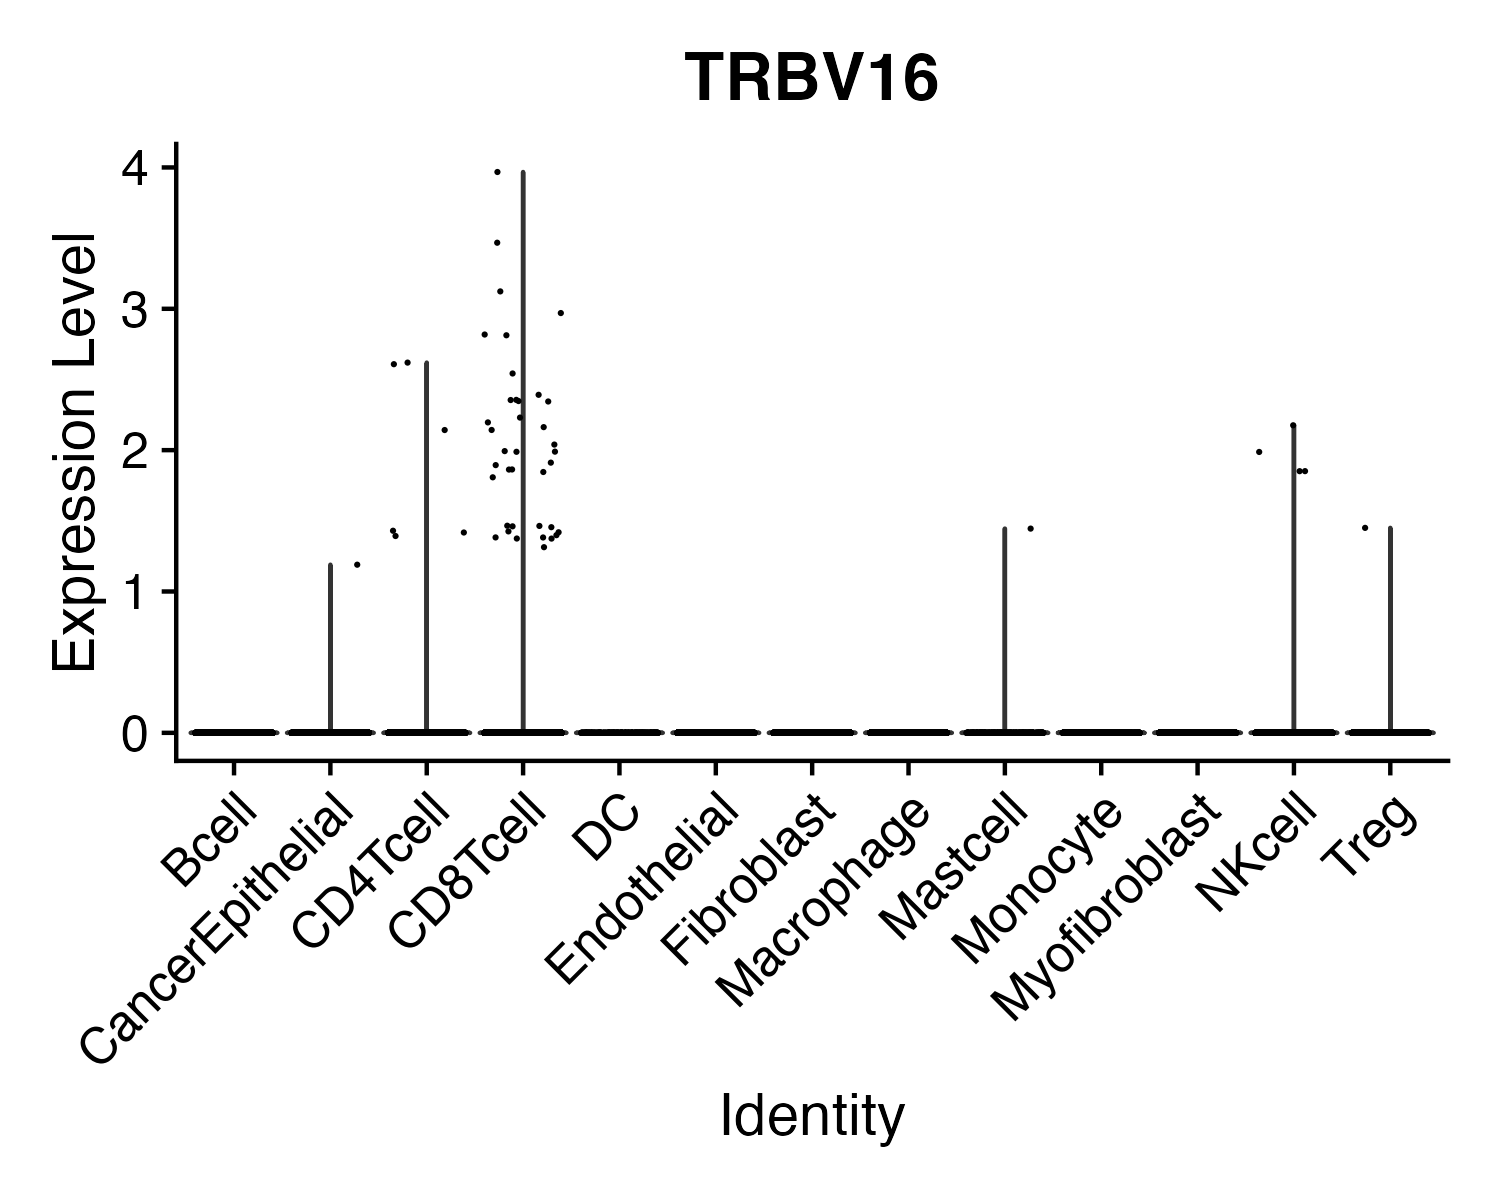 TRBV16
Expression Level
4
3
2
1
0
Bcell
CancerEpithelial
CD4Tcell
CD8Tcell
DC
Endothelial
Fibroblast
Macrophage
Mastcell
Monocyte
Myofibroblast
NKcell
Treg
Identity